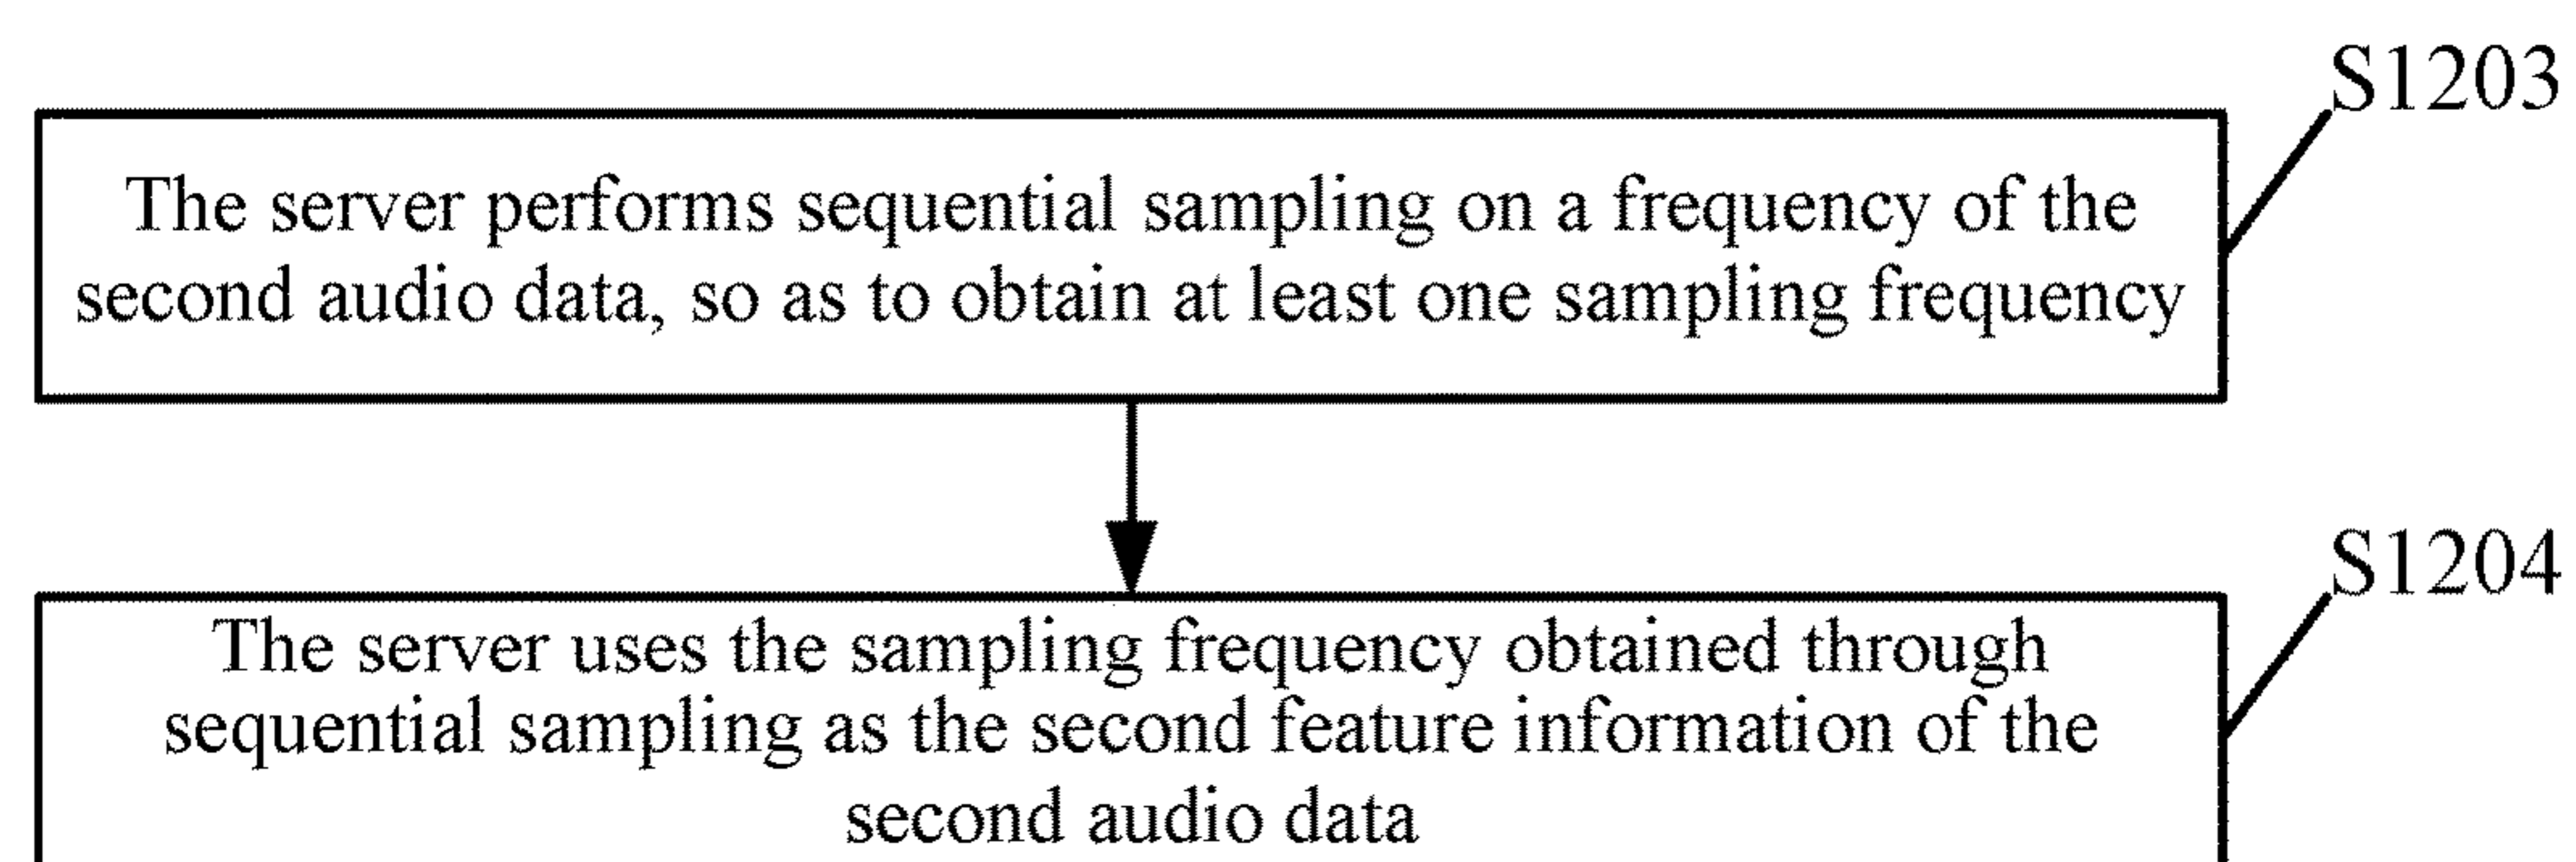 S1203
The server performs sequential sampling on a frequency of the
second audio data, so as to obtain at least one sampling frequency
S1204
The server uses the sampling frequency obtained through
sequential sampling as the second feature information of the
second audio data